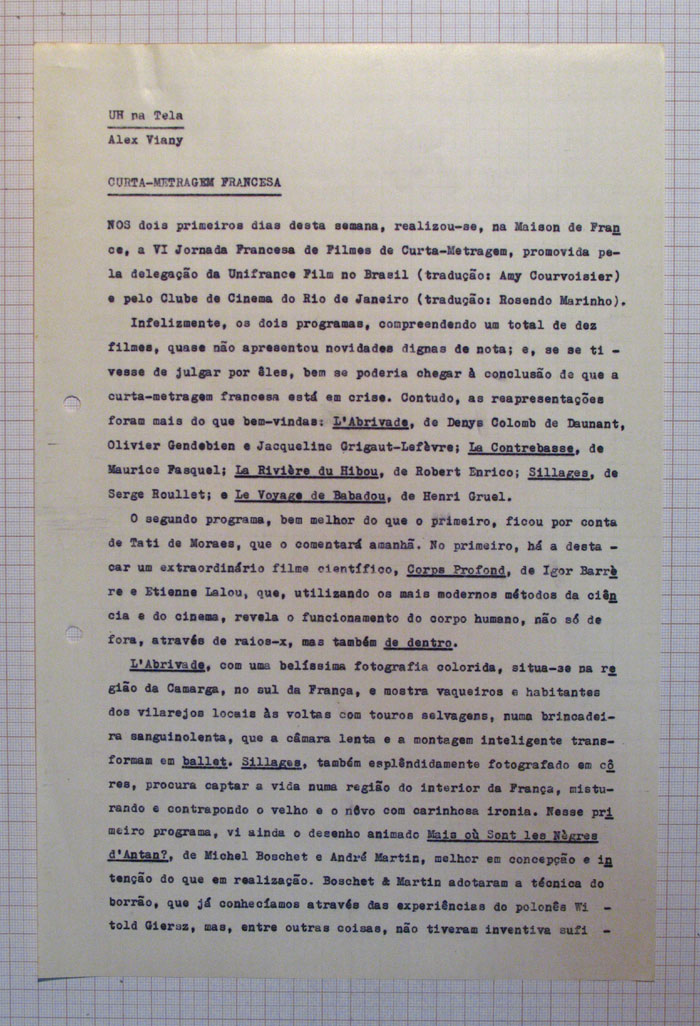 UH na Tela
Alex Viany
CURTA-METRAGEM FRANCESA
NOS dois primeiros dias desta semana, realizou-se, na Maison de Fran
ce, a VI Jornada Francesa de Filmes de Curta-Metragem, promovida pe-
la delegação da Unifrance Film no Brasil (tradução: Amy Courvoisier)
e pelo Clube de Cinema do Rio de Janeiro (tradução: Rosendo Marinho).
Infelizmente, os dois programas, compreendendo um total de dez
filmes, quase não apresentou novidades dignas de nota; e, se se ti -
vesse de julgar por êles, bem se poderia chegar à conclusão de que a
curta-metragem francesa está em crise. Contudo, as reapresentações
foram mais do que bem-vindas: L'Abrivade, de Denys Colomb de Daunant,
Olivier Gendebien e Jacqueline Grigaut-Lefèvre; La Contrebasse, de
Maurice Fasquel; La Rivière du Hibou, de Robert Enrico; Sillages, de
Serge Roullet; e Le Voyage de Babadou, de Henri Gruel.
O segundo programa, bem melhor do que o primeiro, ficou por conta
de Tati de Moraes, que o comentará amanhã. No primeiro, há a desta -
car um extraordinário filme científico, Corps Profond, de Igor Barrè
re e Etienne Lalou, que, utilizando os mais modernos métodos da ciên
cia e do cinema, revela o funcionamento do corpo humano, não só de
fora, através de raios-x, mas também de dentro.
L'Abrivade, com uma belíssima fotografia colorida, situa-se na re
gião da Camarga, no sul da França, e mostra vaqueiros e habitantes
dos vilarejos locais às voltas com touros selvagens, numa brincadei-
ra sanguinolenta, que a câmara lenta e a montagem inteligente trans-
formam em ballet. Sillages, também esplêndidamente fotografado em cô
res, procura captar a vida numa região do interior da França, mistu-
rando e contrapondo o velho e o nôvo com carinhosa ironia. Nesse pri
meiro programa, vi ainda o desenho animado Mais où Sont les Nègres
d'Antan?, de Michel Boschet e André Martin, melhor em concepção e in
tenção do que em realização. Boschet & Martin adotaram a técnica do
borrão, que já conhecíamos através das experiências do polonês Wi -
told Giersz, mas, entre outras coisas, não tiveram inventiva sufi -